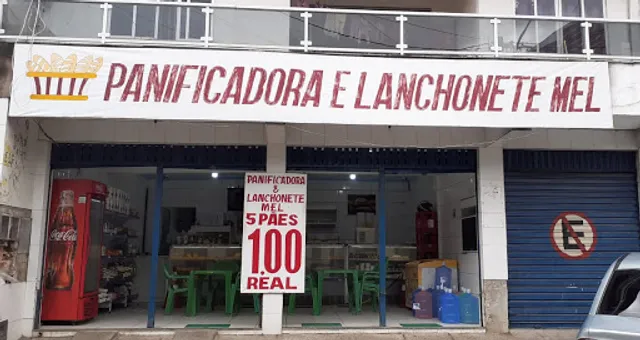 PANIFICADORA E LANCHONETE MEL
PANIFICADORA
&
LANCHONETE
MEL
5 PÃES
1.00
REAL
Coca-Cola
E